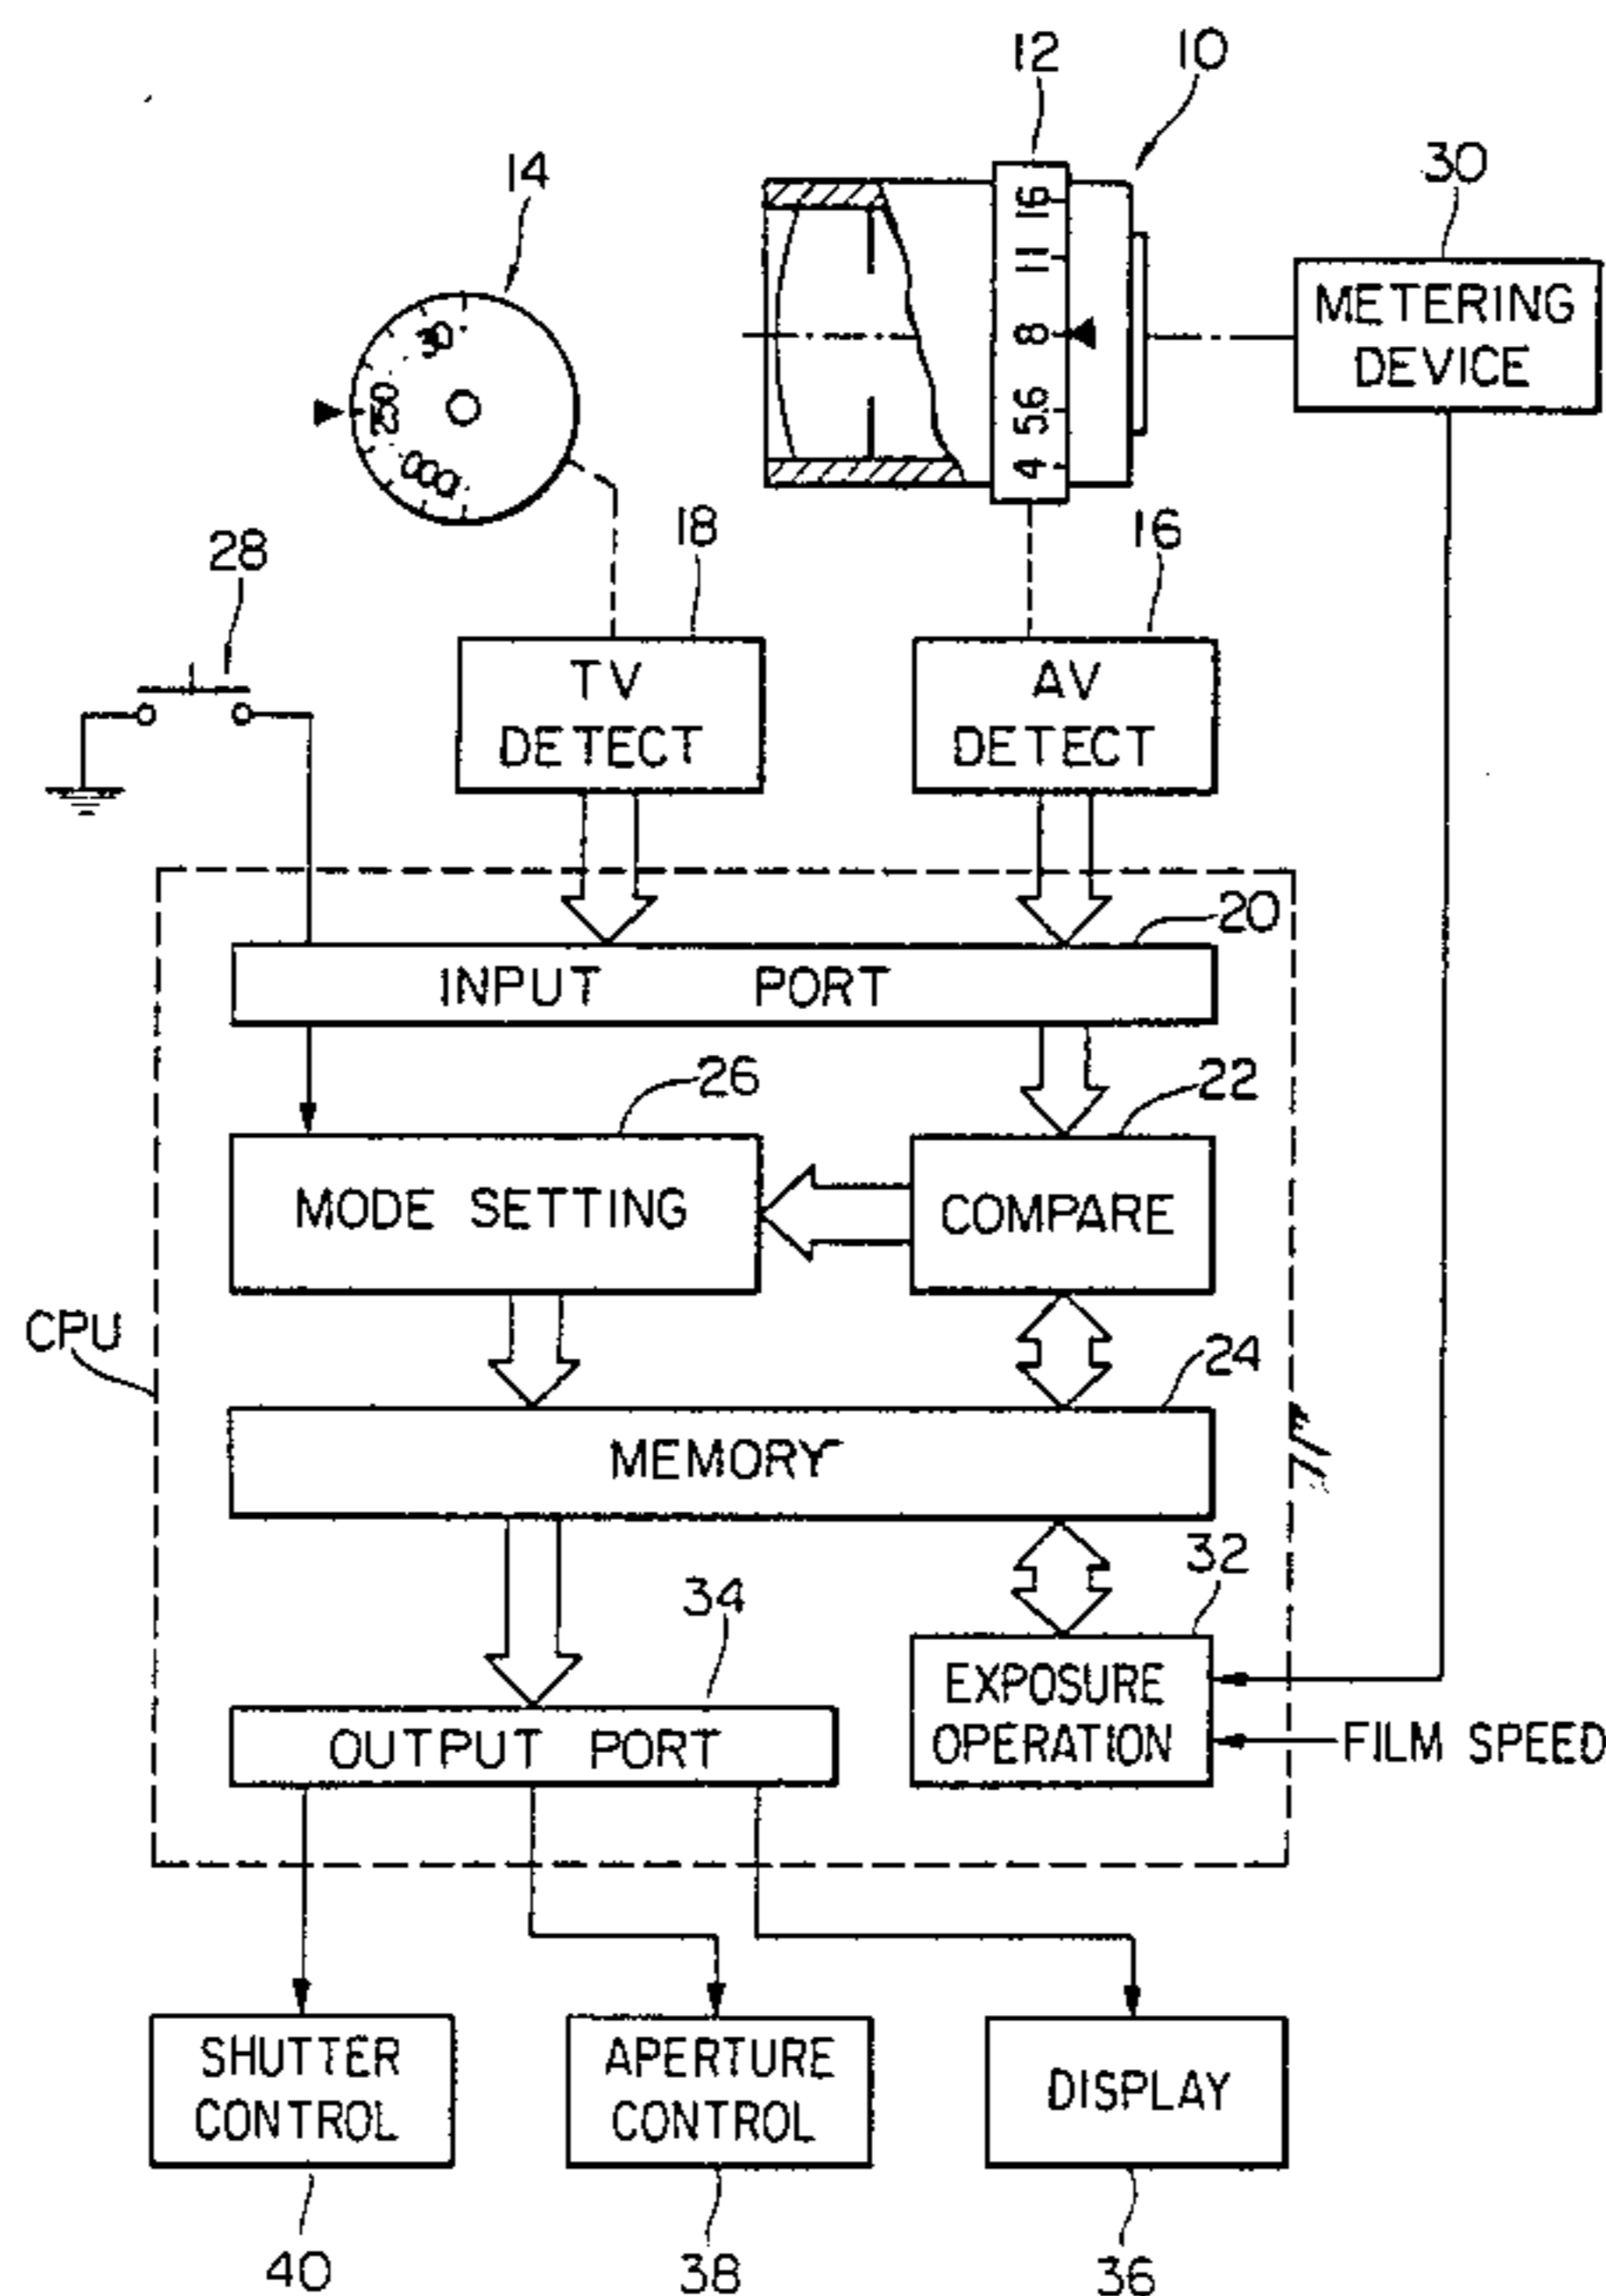 12
10
14
30
16
11
8
5.6
4
METERING
DEVICE
30
250
1000
18
16
28
TV
DETECT
AV
DETECT
20
INPUT PORT
26
22
MODE SETTING
COMPARE
CPU
24
MEMORY
32
34
EXPOSURE
OPERATION
OUTPUT PORT
FILM SPEED
SHUTTER
CONTROL
APERTURE
CONTROL
DISPLAY
40
38
36